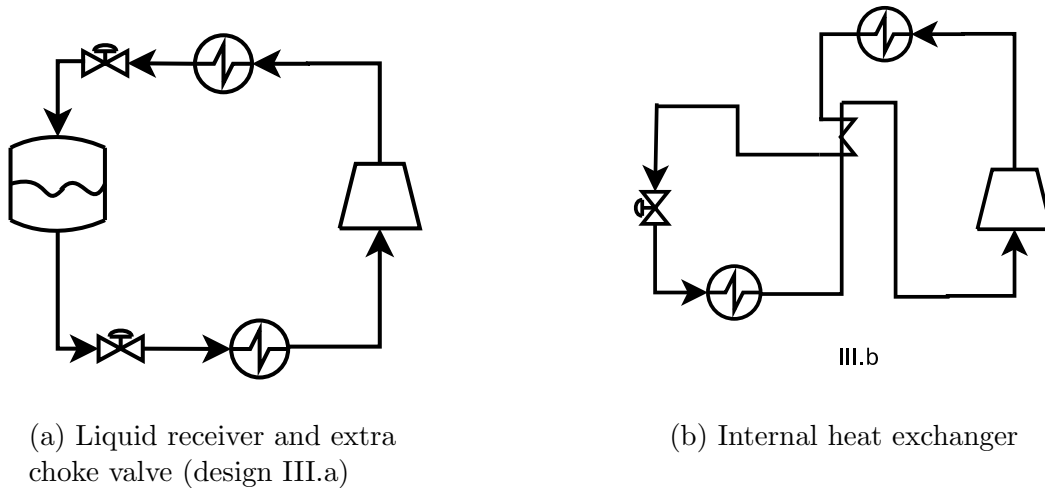 III.b
(a) Liquid receiver and extra
choke valve (design III.a)
(b) Internal heat exchanger